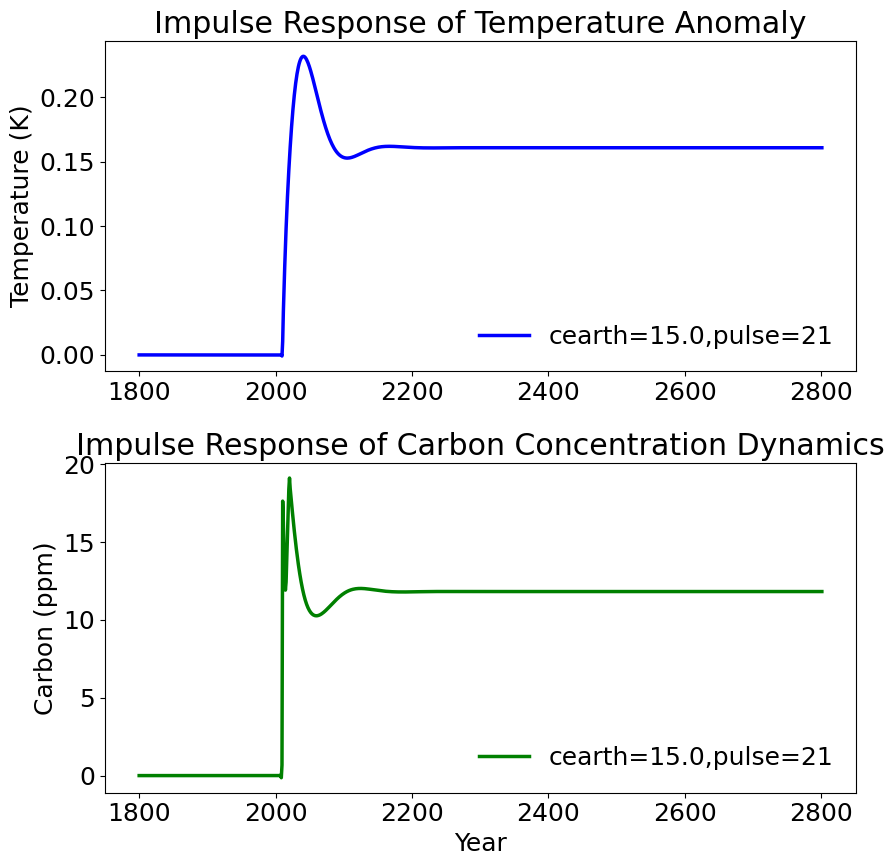 Impulse Response of Temperature Anomaly
Temperature (K)
0.20
0.15
0.10
0.05
0.00
cearth=15.0,pulse=21
1800 2000 2200 2400 2600 2800
Impulse Response of Carbon Concentration Dynamics
Carbon (ppm)
20
15
10
5
0
cearth=15.0,pulse=21
1800 2000 2200 2400 2600 2800
Year